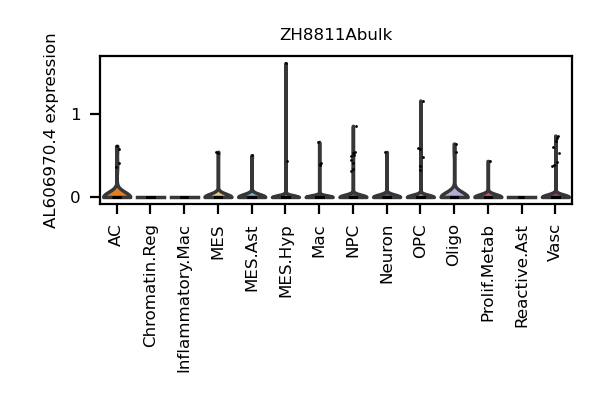 ZH8811Abulk
AL606970.4 expression
1
0
AC
Chromatin.Reg
Inflammatory.Mac
MES
MES.Ast
MES.Hyp
Mac
NPC
Neuron
OPC
Oligo
Prolif.Metab
Reactive.Ast
Vasc